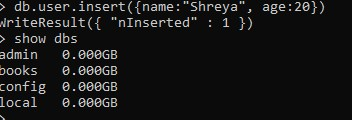 > db.user.insert({name:"Shreya", age:20})
WriteResult({ "nInserted" : 1 })
> show dbs
admin   0.000GB
books   0.000GB
config  0.000GB
local   0.000GB
>